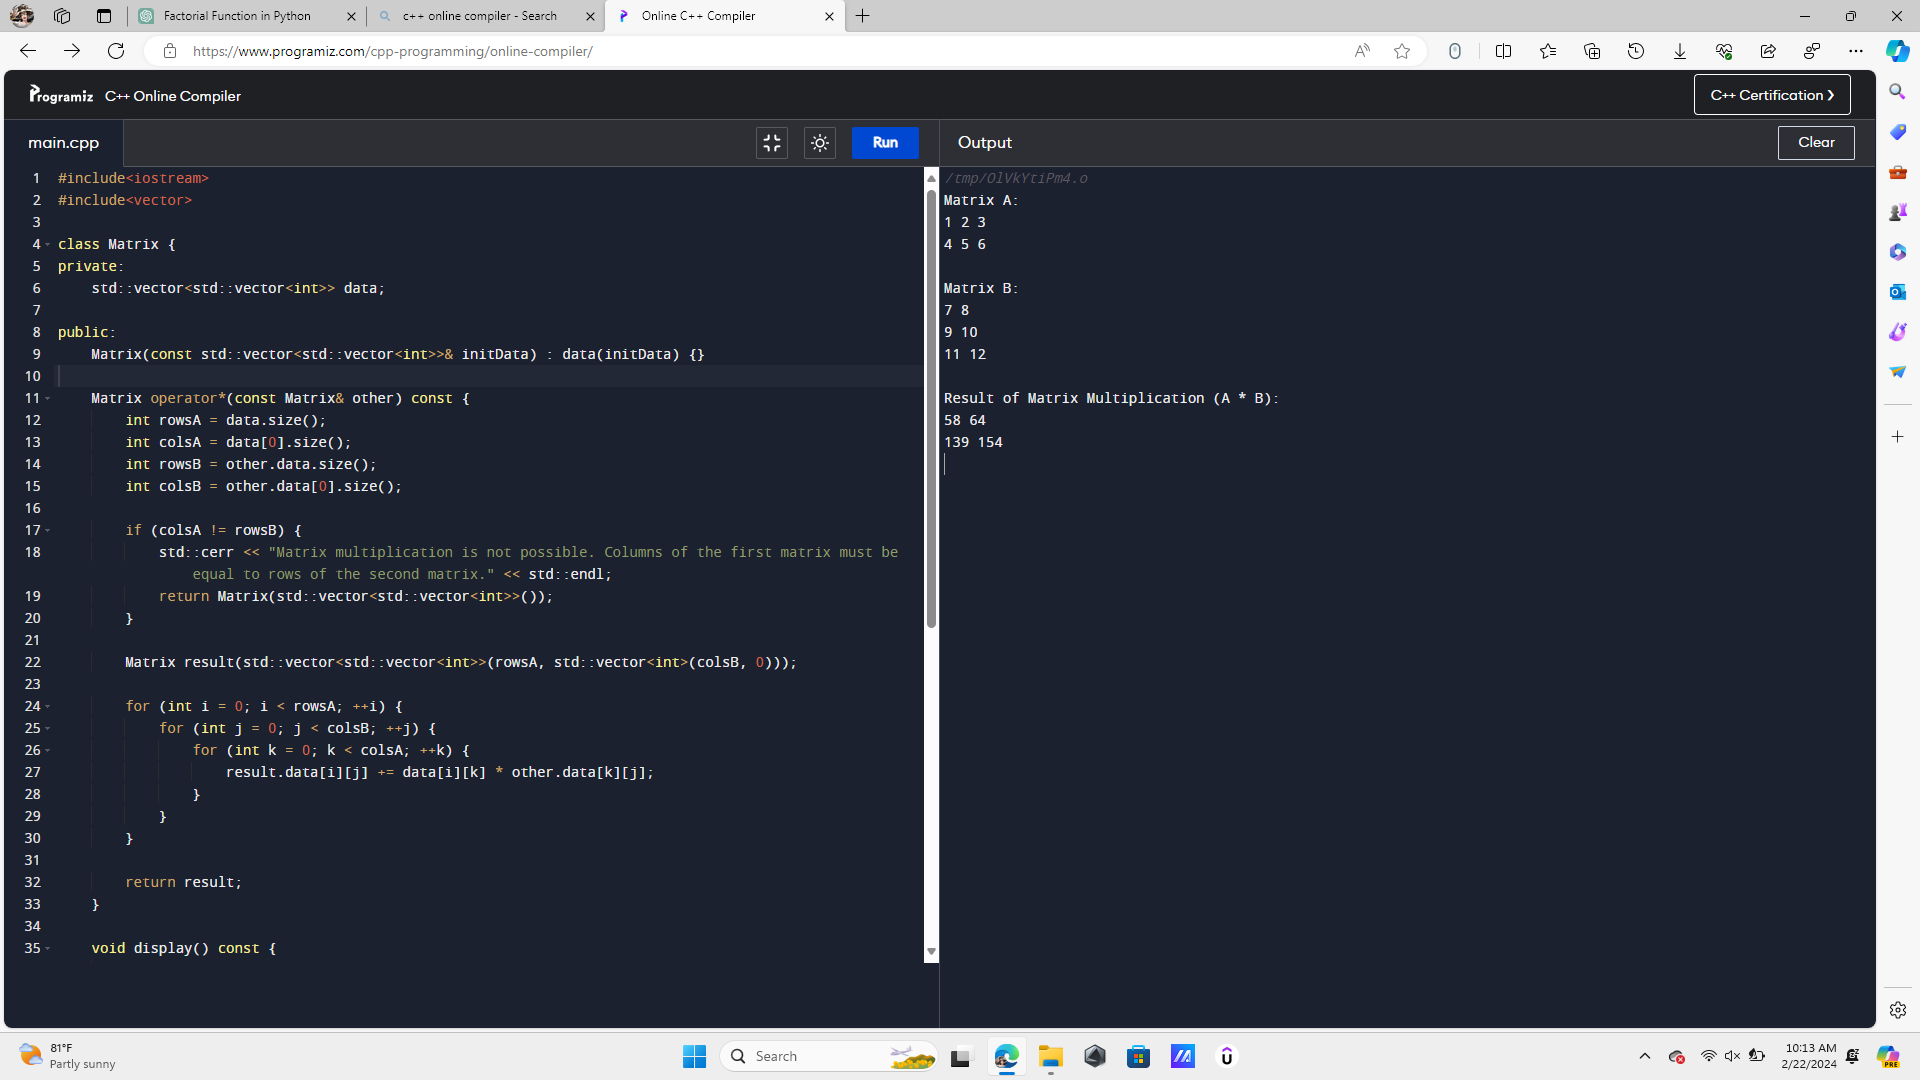 Factorial Function in Python
c++ online compiler - Search
Online C++ Compiler
https://www.programiz.com/cpp-programming/online-compiler/
Programiz C++ Online Compiler
C++ Certification ❯
main.cpp
Run
Output
Clear
1 #include<iostream>
2 #include<vector>
3
4 class Matrix {
5 private:
6     std::vector<std::vector<int>> data;
7
8 public:
9     Matrix(const std::vector<std::vector<int>>& initData) : data(initData) {}
10
11     Matrix operator*(const Matrix& other) const {
12         int rowsA = data.size();
13         int colsA = data[0].size();
14         int rowsB = other.data.size();
15         int colsB = other.data[0].size();
16
17         if (colsA != rowsB) {
18             std::cerr << "Matrix multiplication is not possible. Columns of the first matrix must be
equal to rows of the second matrix." << std::endl;
19             return Matrix(std::vector<std::vector<int>>());
20         }
21
22         Matrix result(std::vector<std::vector<int>>(rowsA, std::vector<int>(colsB, 0)));
23
24         for (int i = 0; i < rowsA; ++i) {
25             for (int j = 0; j < colsB; ++j) {
26                 for (int k = 0; k < colsA; ++k) {
27                     result.data[i][j] += data[i][k] * other.data[k][j];
28                 }
29             }
30         }
31
32         return result;
33     }
34
35     void display() const {
/tmp/OlVkYtiPm4.o
Matrix A:
1 2 3
4 5 6
Matrix B:
7 8
9 10
11 12
Result of Matrix Multiplication (A * B):
58 64
139 154
81°F
Partly sunny
Search
10:13 AM
2/22/2024
PRE